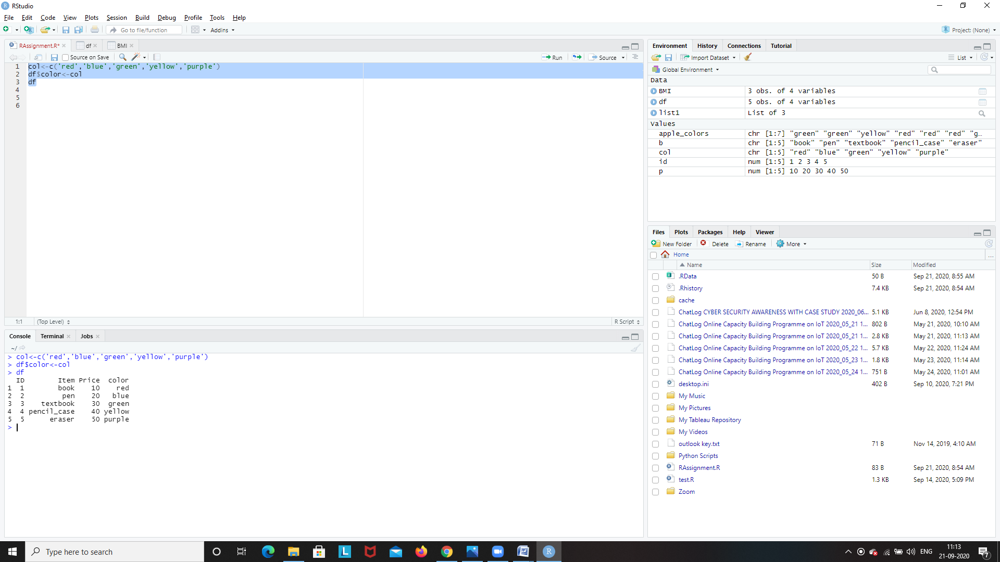 RStudio
File Edit Code View Plots Session Build Debug Profile Tools Help
Go to file/function Addins Project: (None)
RAssignment.R* df BMI
Source on Save Run Source
1 col<-c('red','blue','green','yellow','purple')
2 df$color<-col
3 df
4
5
6
1:1 (Top Level) R Script
Console Terminal Jobs
~/
> col<-c('red','blue','green','yellow','purple')
> df$color<-col
> df
ID Item Price color
1 1 book 10 red
2 2 pen 20 blue
3 3 textbook 30 green
4 4 pencil_case 40 yellow
5 5 eraser 50 purple
>
Environment History Connections Tutorial
Import Dataset List
Global Environment
Data
BMI 3 obs. of 4 variables
df 5 obs. of 4 variables
list1 List of 3
Values
apple_colors chr [1:7] "green" "green" "yellow" "red" "red" "red" "g…
b chr [1:5] "book" "pen" "textbook" "pencil_case" "eraser"
col chr [1:5] "red" "blue" "green" "yellow" "purple"
id num [1:5] 1 2 3 4 5
p num [1:5] 10 20 30 40 50
Files Plots Packages Help Viewer
New Folder Delete Rename More
Home ...
Name Size Modified
.RData 50 B Sep 21, 2020, 8:55 AM
.Rhistory 7.4 KB Sep 21, 2020, 8:54 AM
cache
ChatLog CYBER SECURITY AWARENESS WITH CASE STUDY 2020_06... 5.1 KB Jun 8, 2020, 12:54 PM
ChatLog Online Capacity Building Programme on IoT 2020_05_21 1... 802 B May 21, 2020, 10:10 AM
ChatLog Online Capacity Building Programme on IoT 2020_05_21 1... 2.8 KB May 21, 2020, 11:13 AM
ChatLog Online Capacity Building Programme on IoT 2020_05_22 1... 5.7 KB May 22, 2020, 11:24 AM
ChatLog Online Capacity Building Programme on IoT 2020_05_23 1... 1.8 KB May 23, 2020, 11:14 AM
ChatLog Online Capacity Building Programme on IoT 2020_05_24 1... 751 B May 24, 2020, 11:01 AM
desktop.ini 402 B Sep 10, 2020, 7:21 PM
My Music
My Pictures
My Tableau Repository
My Videos
outlook key.txt 71 B Nov 14, 2019, 4:10 AM
Python Scripts
RAssignment.R 83 B Sep 21, 2020, 8:54 AM
test.R 1.3 KB Sep 14, 2020, 5:09 PM
Zoom
Type here to search
ENG
11:13
21-09-2020
7